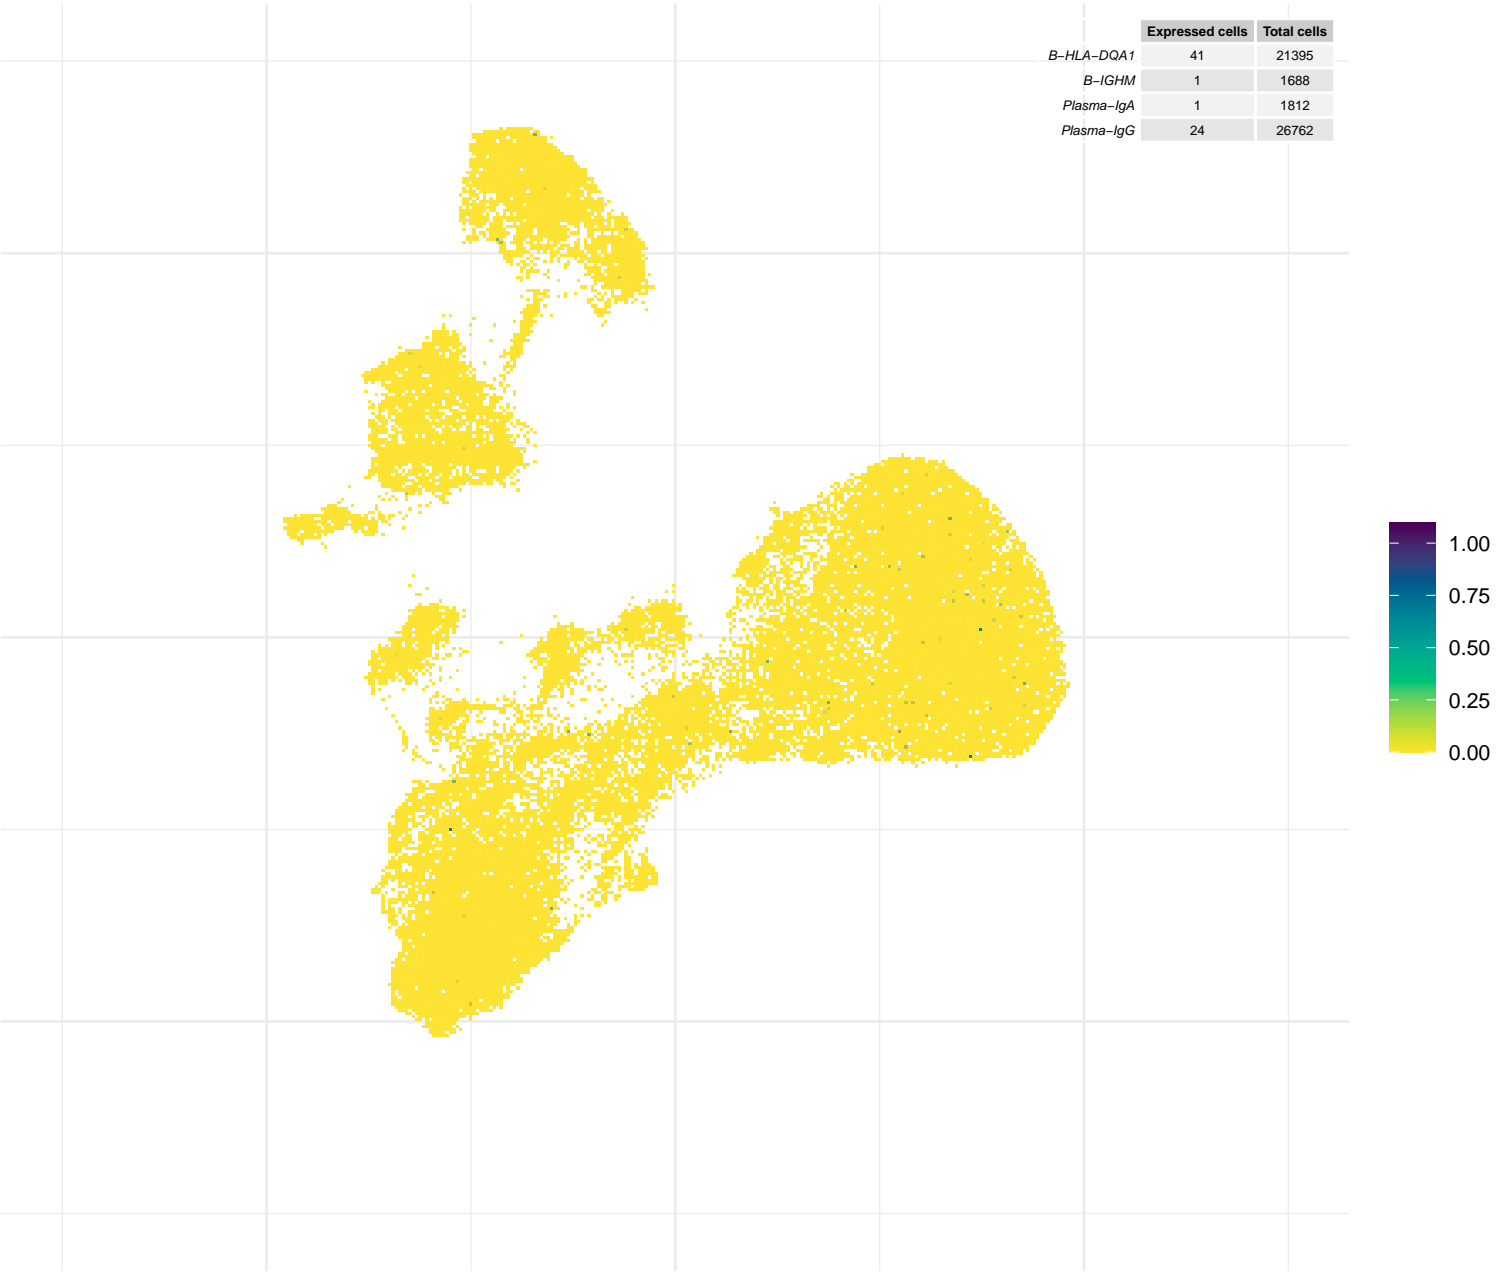 Expressed cells Total cells
B−HLA−DQA1 41 21395
B−IGHM 1 1688
Plasma−IgA 1 1812
Plasma−IgG 24 26762
1.00
0.75
0.50
0.25
0.00